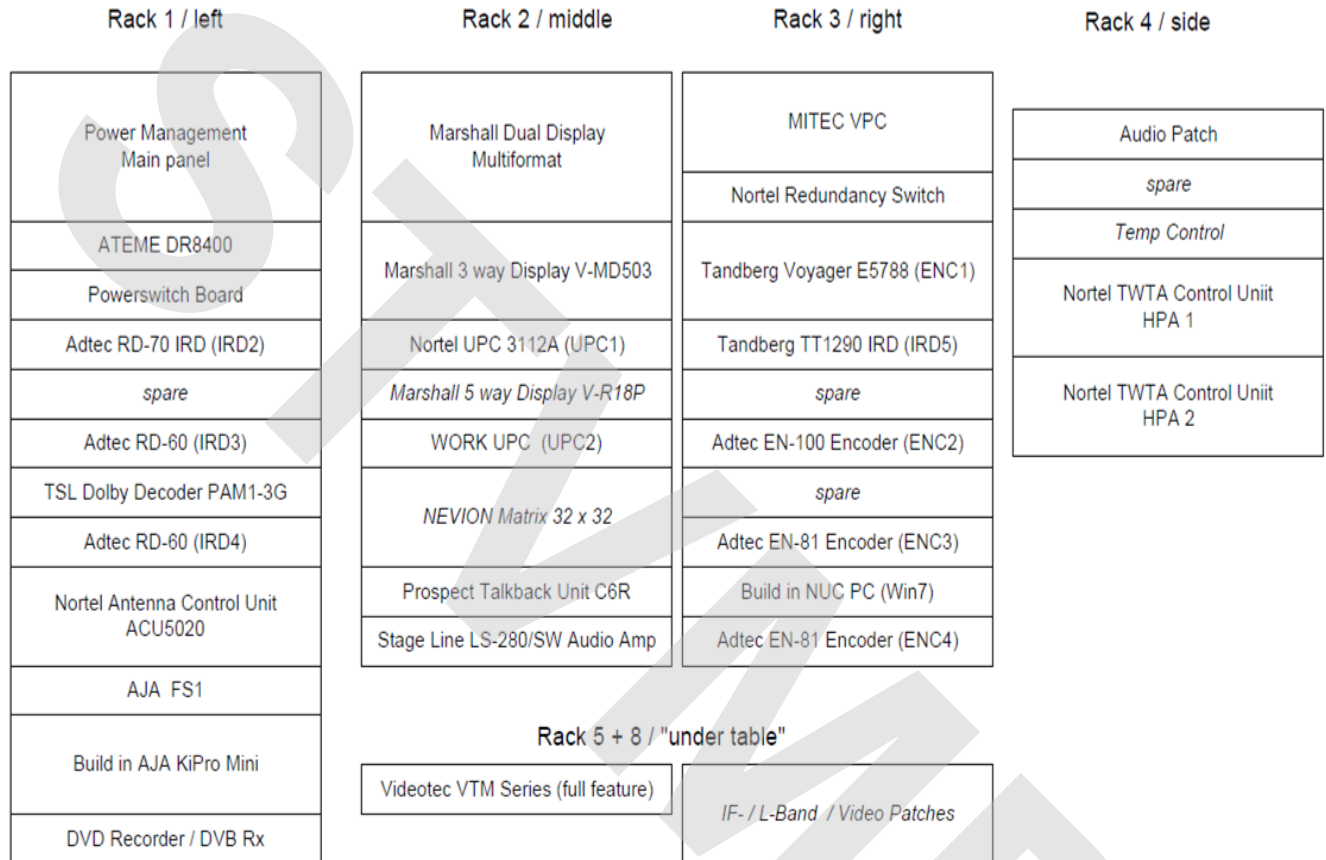 Rack 1 / left
Power Management
Main panel
ATEME DR8400
Powerswitch Board
Adtec RD-70 IRD (IRD2)
spare
Adtec RD-60 (IRD3)
TSL Dolby Decoder PAM1-3G
Adtec RD-60 (IRD4)
Nortel Antenna Control Unit
ACU5020
AJA FS1
Build in AJA KiPro Mini
DVD Recorder / DVB Rx
Rack 2 / middle
Marshall Dual Display
Multiformat
Marshall 3 way Display V-MD503
Nortel UPC 3112A (UPC1)
Marshall 5 way Display V-R18P
WORK UPC (UPC2)
NEVION Matrix 32 x 32
Prospect Talkback Unit C6R
Stage Line LS-280/SW Audio Amp
Rack 3 / right
MITEC VPC
Nortel Redundancy Switch
Tandberg Voyager E5788 (ENC1)
Tandberg TT1290 IRD (IRD5)
spare
Adtec EN-100 Encoder (ENC2)
spare
Adtec EN-81 Encoder (ENC3)
Build in NUC PC (Win7)
Adtec EN-81 Encoder (ENC4)
Rack 4 / side
Audio Patch
spare
Temp Control
Nortel TWTA Control Uniit
HPA 1
Nortel TWTA Control Uniit
HPA 2
Rack 5 + 8 / "under table"
Videotec VTM Series (full feature)
IF- / L-Band / Video Patches